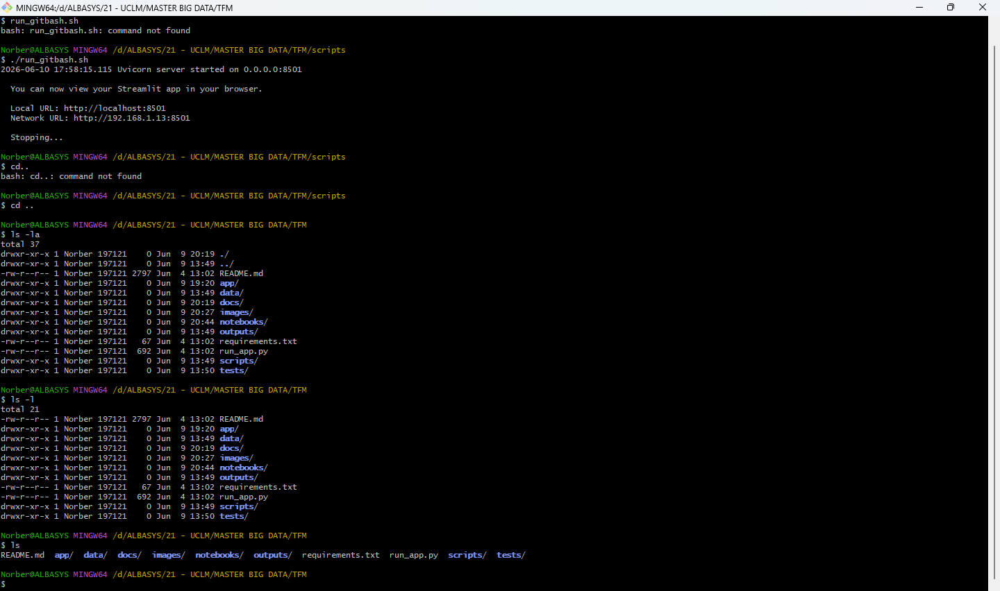 MINGW64:/d/ALBASYS/21 - UCLM/MASTER BIG DATA/TFM
$ run_gitbash.sh
bash: run_gitbash.sh: command not found
Norber@ALBASYS MINGW64 /d/ALBASYS/21 - UCLM/MASTER BIG DATA/TFM/scripts
$ ./run_gitbash.sh
2026-06-10 17:58:15.115 Uvicorn server started on 0.0.0.0:8501
You can now view your Streamlit app in your browser.
Local URL: http://localhost:8501
Network URL: http://192.168.1.13:8501
Stopping...
Norber@ALBASYS MINGW64 /d/ALBASYS/21 - UCLM/MASTER BIG DATA/TFM/scripts
$ cd..
bash: cd..: command not found
Norber@ALBASYS MINGW64 /d/ALBASYS/21 - UCLM/MASTER BIG DATA/TFM/scripts
$ cd ..
Norber@ALBASYS MINGW64 /d/ALBASYS/21 - UCLM/MASTER BIG DATA/TFM
$ ls -la
total 37
drwxr-xr-x 1 Norber 197121    0 Jun  9 20:19 ./
drwxr-xr-x 1 Norber 197121    0 Jun  9 13:49 ../
-rw-r--r-- 1 Norber 197121 2797 Jun  4 13:02 README.md
drwxr-xr-x 1 Norber 197121    0 Jun  9 19:20 app/
drwxr-xr-x 1 Norber 197121    0 Jun  9 13:49 data/
drwxr-xr-x 1 Norber 197121    0 Jun  9 20:19 docs/
drwxr-xr-x 1 Norber 197121    0 Jun  9 20:27 images/
drwxr-xr-x 1 Norber 197121    0 Jun  9 20:44 notebooks/
drwxr-xr-x 1 Norber 197121    0 Jun  9 13:49 outputs/
-rw-r--r-- 1 Norber 197121   67 Jun  4 13:02 requirements.txt
-rw-r--r-- 1 Norber 197121  692 Jun  4 13:02 run_app.py
drwxr-xr-x 1 Norber 197121    0 Jun  9 13:49 scripts/
drwxr-xr-x 1 Norber 197121    0 Jun  9 13:50 tests/
Norber@ALBASYS MINGW64 /d/ALBASYS/21 - UCLM/MASTER BIG DATA/TFM
$ ls -l
total 21
-rw-r--r-- 1 Norber 197121 2797 Jun  4 13:02 README.md
drwxr-xr-x 1 Norber 197121    0 Jun  9 19:20 app/
drwxr-xr-x 1 Norber 197121    0 Jun  9 13:49 data/
drwxr-xr-x 1 Norber 197121    0 Jun  9 20:19 docs/
drwxr-xr-x 1 Norber 197121    0 Jun  9 20:27 images/
drwxr-xr-x 1 Norber 197121    0 Jun  9 20:44 notebooks/
drwxr-xr-x 1 Norber 197121    0 Jun  9 13:49 outputs/
-rw-r--r-- 1 Norber 197121   67 Jun  4 13:02 requirements.txt
-rw-r--r-- 1 Norber 197121  692 Jun  4 13:02 run_app.py
drwxr-xr-x 1 Norber 197121    0 Jun  9 13:49 scripts/
drwxr-xr-x 1 Norber 197121    0 Jun  9 13:50 tests/
Norber@ALBASYS MINGW64 /d/ALBASYS/21 - UCLM/MASTER BIG DATA/TFM
$ ls
README.md  app/  data/  docs/  images/  notebooks/  outputs/  requirements.txt  run_app.py  scripts/  tests/
Norber@ALBASYS MINGW64 /d/ALBASYS/21 - UCLM/MASTER BIG DATA/TFM
$